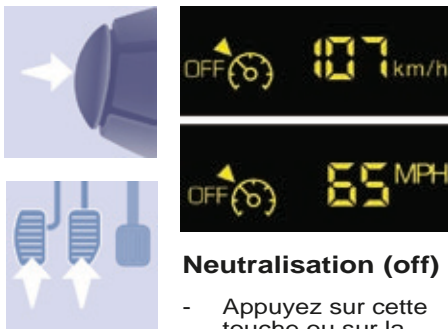 OFF 107 km/h
OFF 65 MPH
Neutralisation (off)
- Appuyez sur cette
touche ou sur la